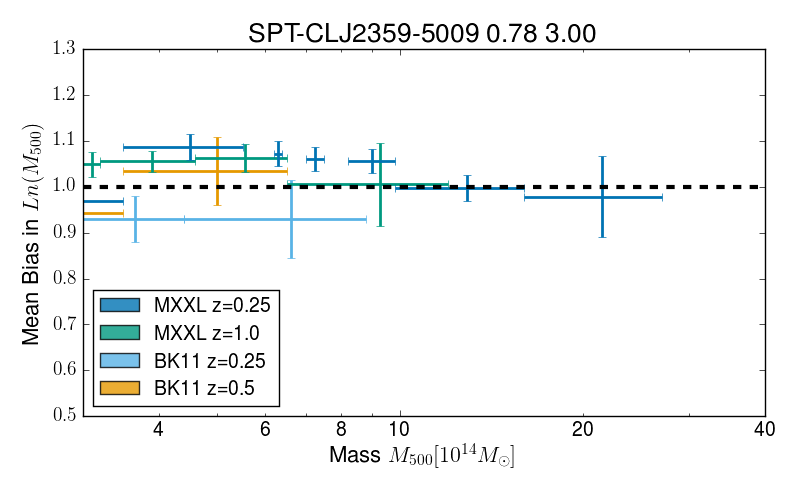 SPT-CLJ2359-5009 0.78 3.00
1.3
1.2
1.1
1.0
0.9
0.8
0.7
0.6
0.5
Mean Bias in Ln(M₅₀₀)
MXXL z=0.25
MXXL z=1.0
BK11 z=0.25
BK11 z=0.5
4 6 8 10 20 40
Mass M₅₀₀[10¹⁴M☉]